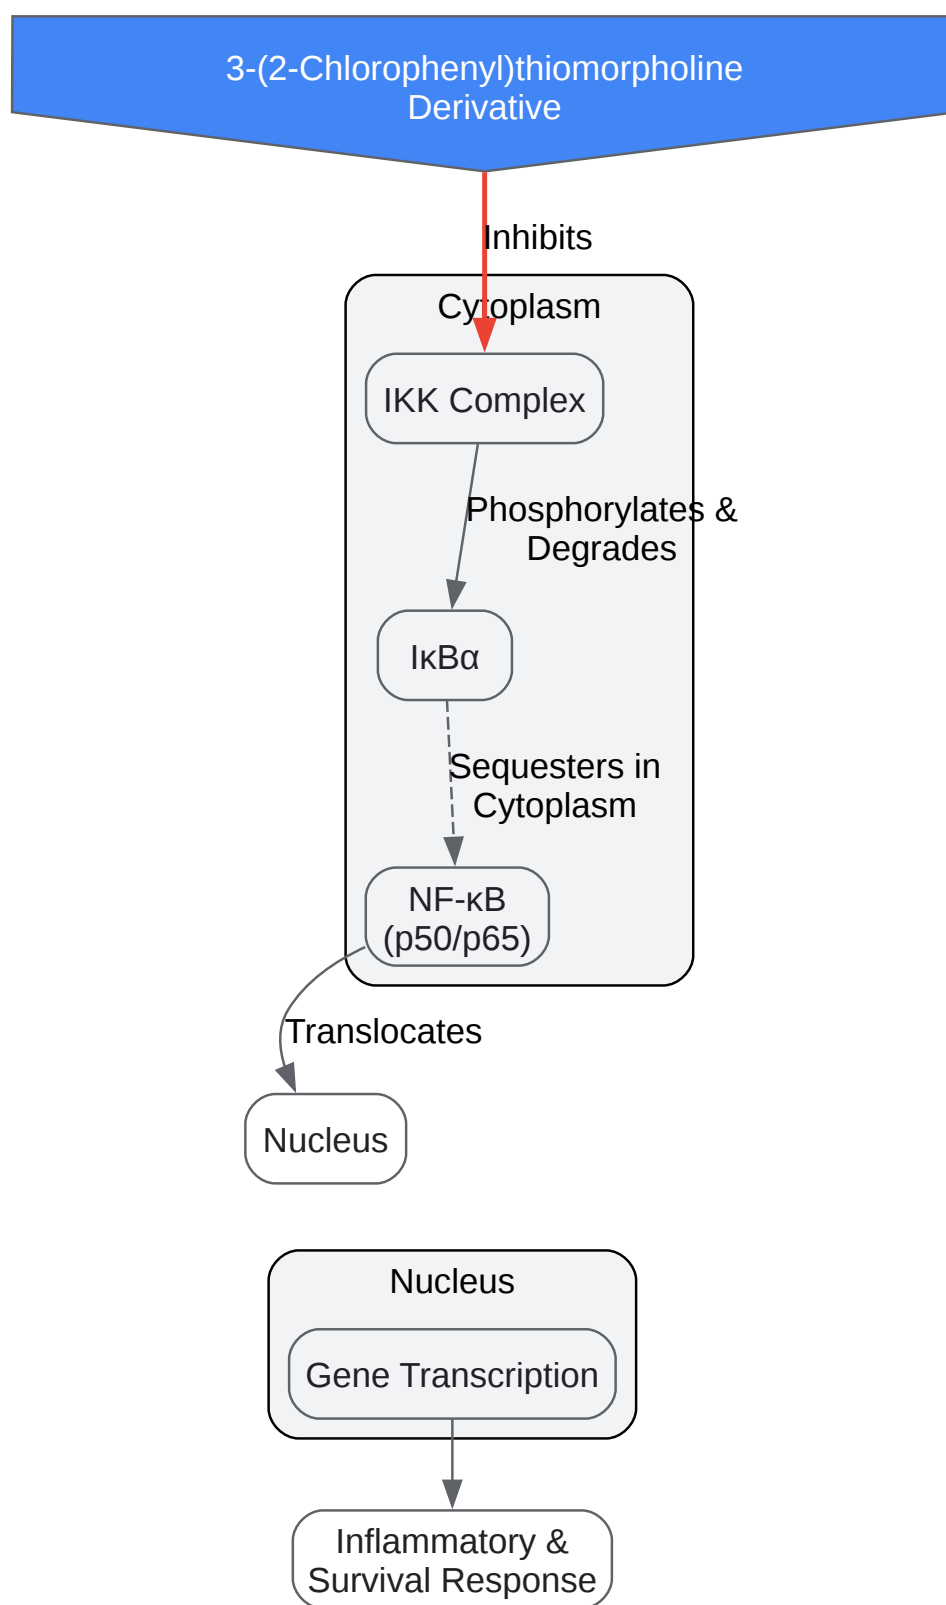 3-(2-Chlorophenyl)thiomorpholine
Derivative
Inhibits
Cytoplasm
IKK Complex
Phosphorylates &
Degrades
IκBα
Sequesters in
Cytoplasm
NF-κB
(p50/p65)
Translocates
Nucleus
Nucleus
Gene Transcription
Inflammatory &
Survival Response